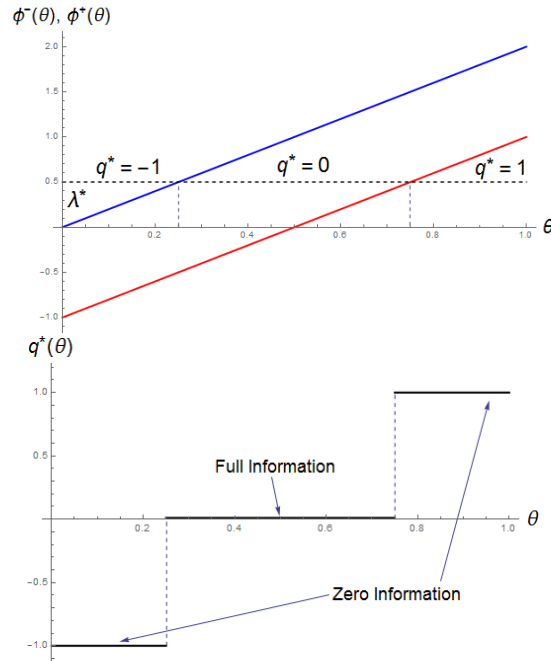 ϕ⁻(θ), ϕ⁺(θ)
2.0
1.5
1.0
q* = -1
q* = 0
q* = 1
0.5
λ*
θ
0.2
0.4
0.6
0.8
1.0
-0.5
-1.0
q*(θ)
1.0
0.5
Full Information
θ
0.2
0.4
0.6
0.8
1.0
-0.5
Zero Information
-1.0